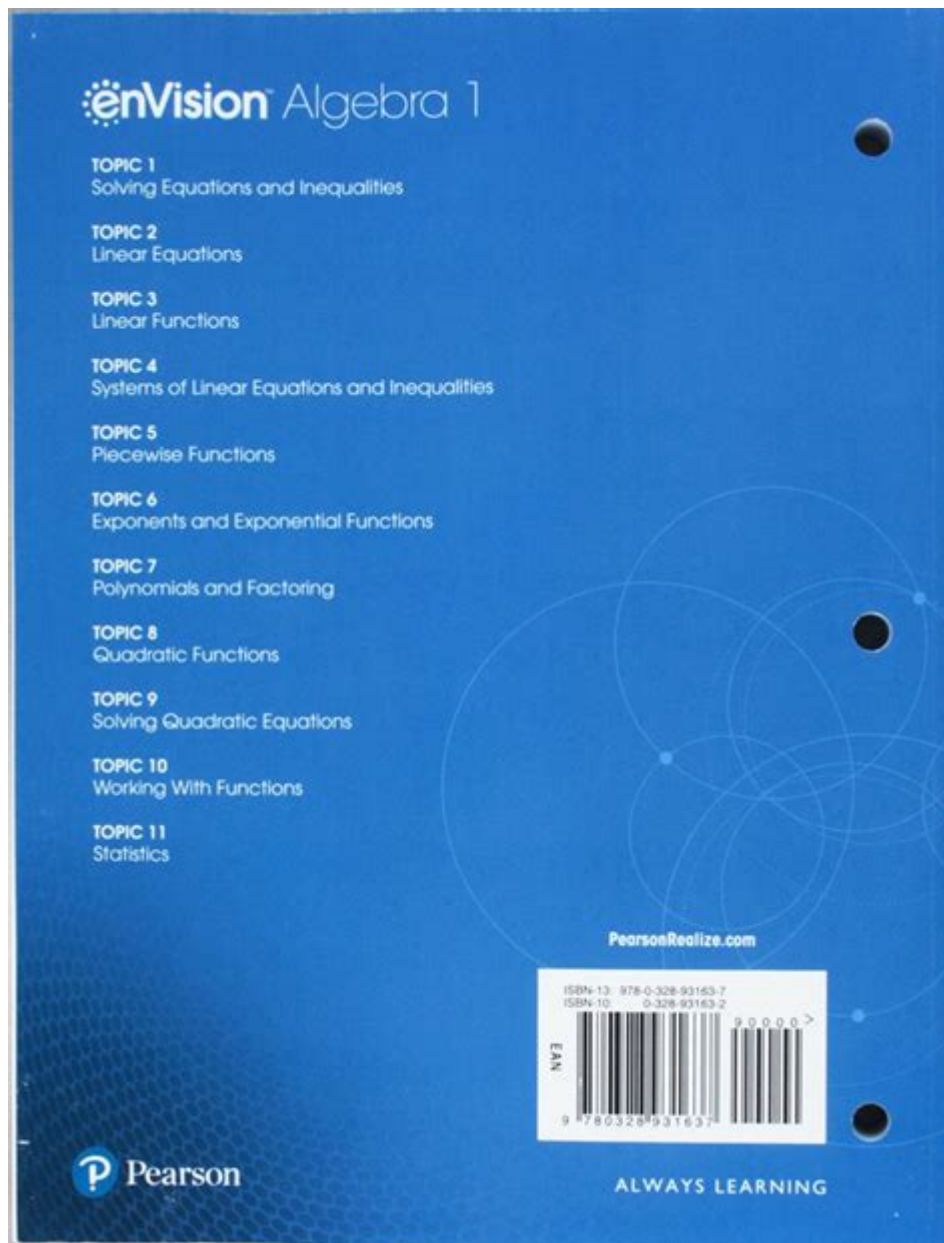 enVision™ Algebra 1
TOPIC 1
Solving Equations and Inequalities
TOPIC 2
Linear Equations
TOPIC 3
Linear Functions
TOPIC 4
Systems of Linear Equations and Inequalities
TOPIC 5
Piecewise Functions
TOPIC 6
Exponents and Exponential Functions
TOPIC 7
Polynomials and Factoring
TOPIC 8
Quadratic Functions
TOPIC 9
Solving Quadratic Equations
TOPIC 10
Working With Functions
TOPIC 11
Statistics
PearsonRealize.com
ISBN-13: 978-0-328-93163-7
ISBN-10: 0-328-93163-2
90000>
EAN
9 780328 931637
Pearson
ALWAYS LEARNING